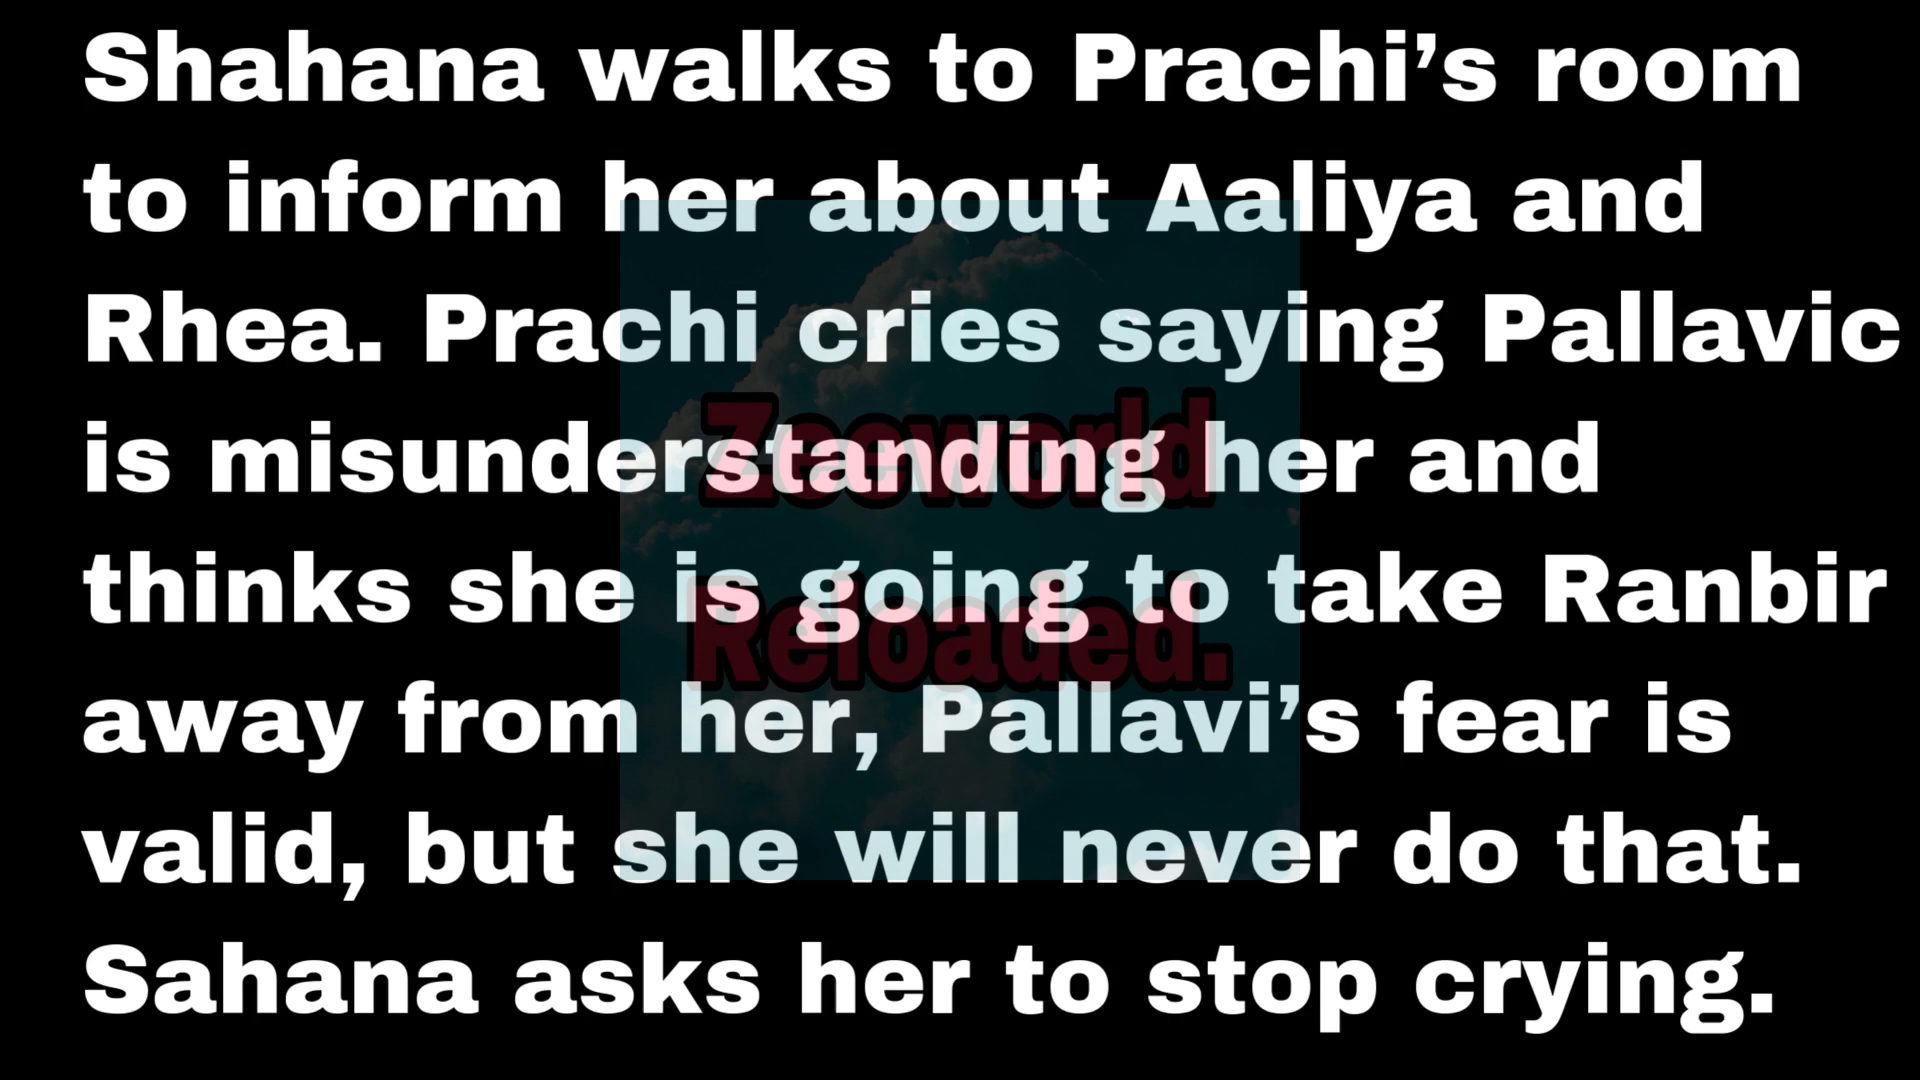 Shahana walks to Prachi’s room
to inform her about Aaliya and
Rhea. Prachi cries saying Pallavic
is misunderstanding her and
thinks she is going to take Ranbir
away from her, Pallavi’s fear is
valid, but she will never do that.
Sahana asks her to stop crying.
Zeeworld
Reloaded.